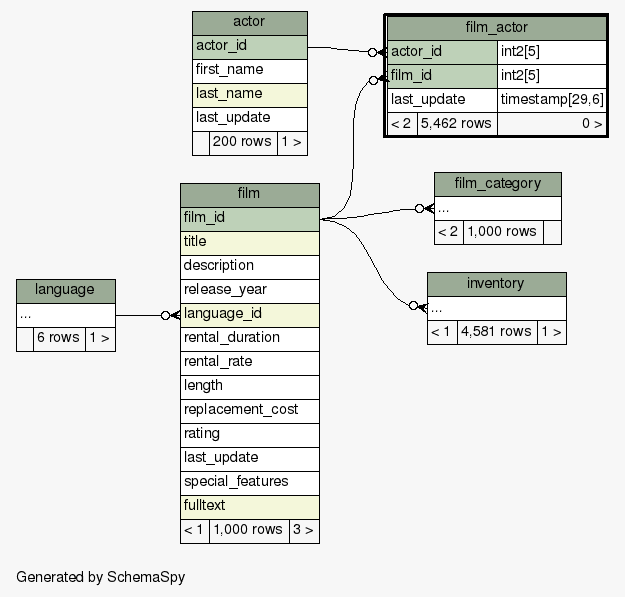 actor
actor_id
first_name
last_name
last_update
200 rows 1 >
film_actor
actor_id int2[5]
film_id int2[5]
last_update timestamp[29,6]
< 2 5,462 rows 0 >
film
film_id
title
description
release_year
language_id
rental_duration
rental_rate
length
replacement_cost
rating
last_update
special_features
fulltext
< 1 1,000 rows 3 >
film_category
...
< 2 1,000 rows
language
...
6 rows 1 >
inventory
...
< 1 4,581 rows 1 >
Generated by SchemaSpy